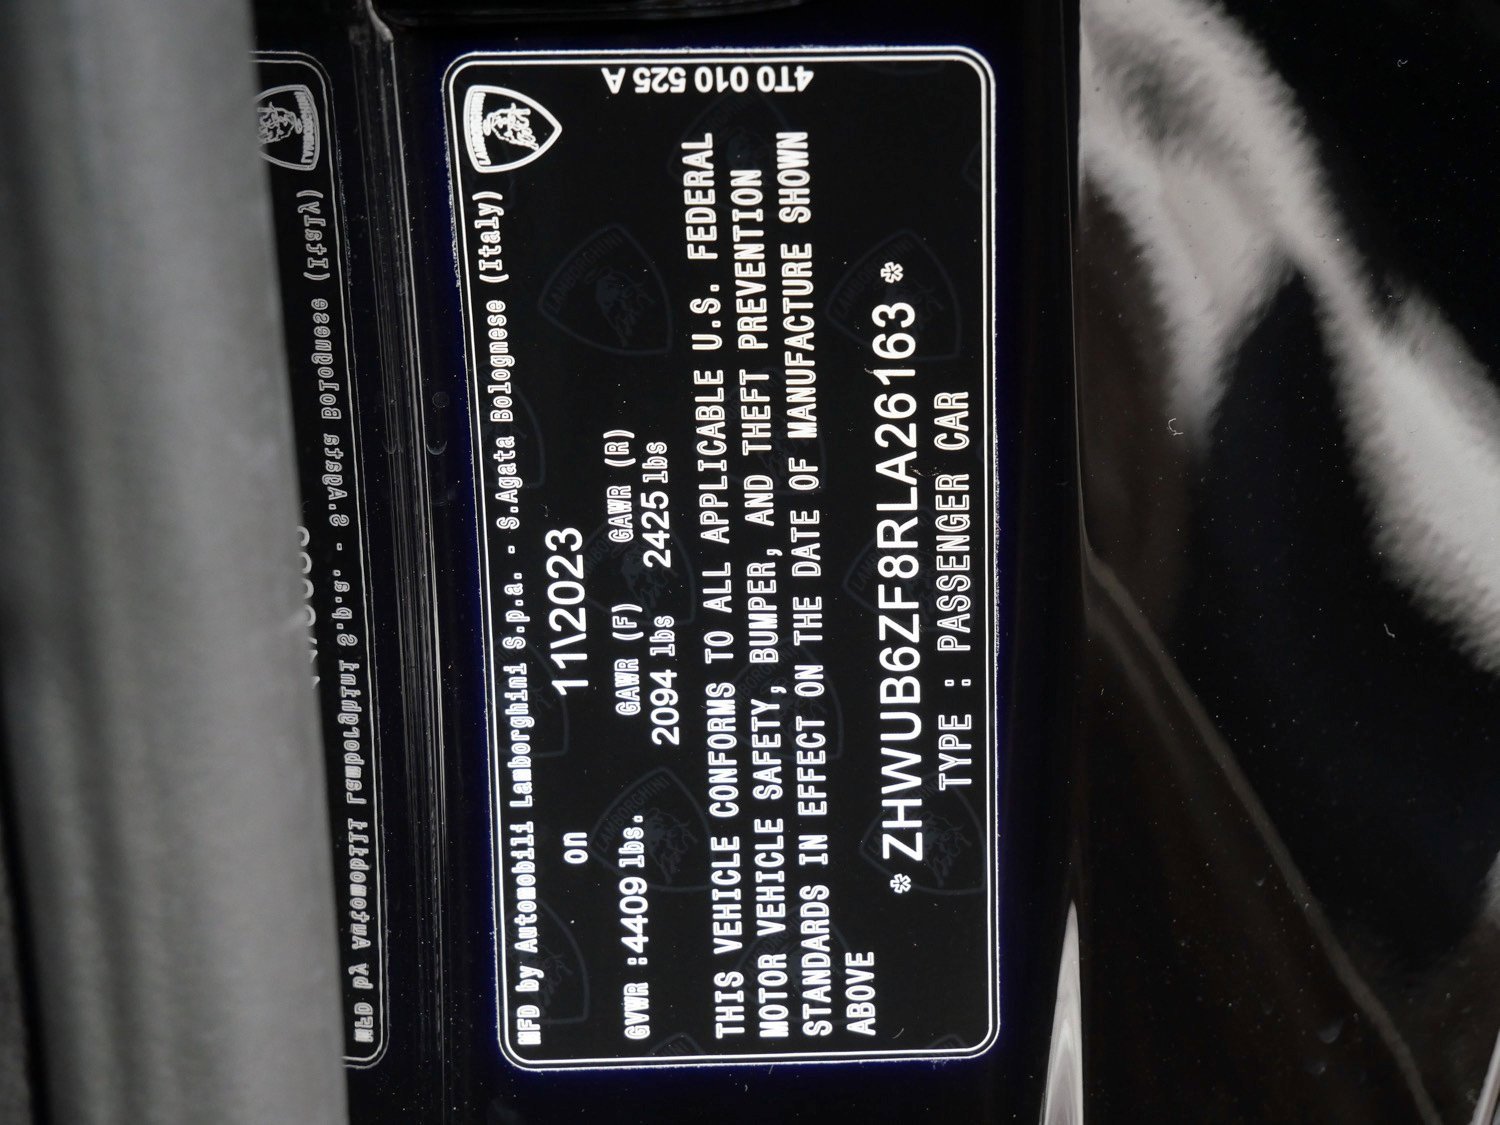 4T0 010 525 A
LAMBORGHINI
MFD by Automobili Lamborghini S.p.a. - S.Agata Bolognese (Italy)
on 11\2023
GAWR (F) GAWR (R)
GVWR :4409 lbs. 2094 lbs 2425 lbs
THIS VEHICLE CONFORMS TO ALL APPLICABLE U.S. FEDERAL
MOTOR VEHICLE SAFETY, BUMPER, AND THEFT PREVENTION
STANDARDS IN EFFECT ON THE DATE OF MANUFACTURE SHOWN
ABOVE
* ZHWUB6ZF8RLA26163 *
TYPE : PASSENGER CAR